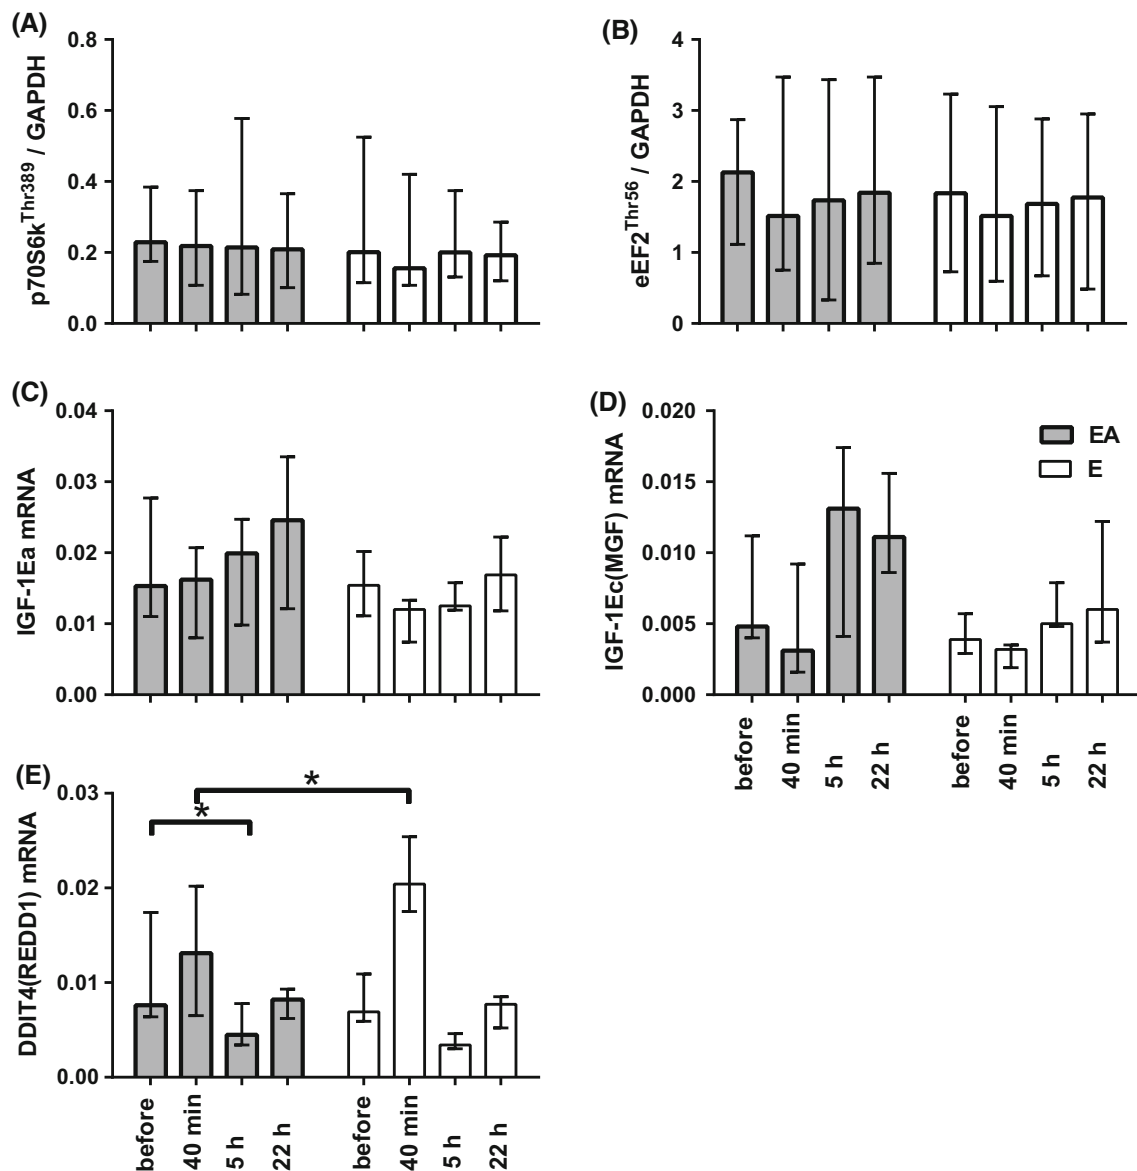 (A)
p70S6kThr389 / GAPDH
0.8
0.6
0.4
0.2
0.0
(B)
eEF2Thr56 / GAPDH
4
3
2
1
0
(C)
IGF-1Ea mRNA
0.04
0.03
0.02
0.01
0.00
(D)
IGF-1Ec(MGF) mRNA
0.020
0.015
0.010
0.005
0.000
EA
E
before
40 min
5 h
22 h
before
40 min
5 h
22 h
(E)
DDIT4(REDD1) mRNA
0.03
0.02
0.01
0.00
*
*
before
40 min
5 h
22 h
before
40 min
5 h
22 h